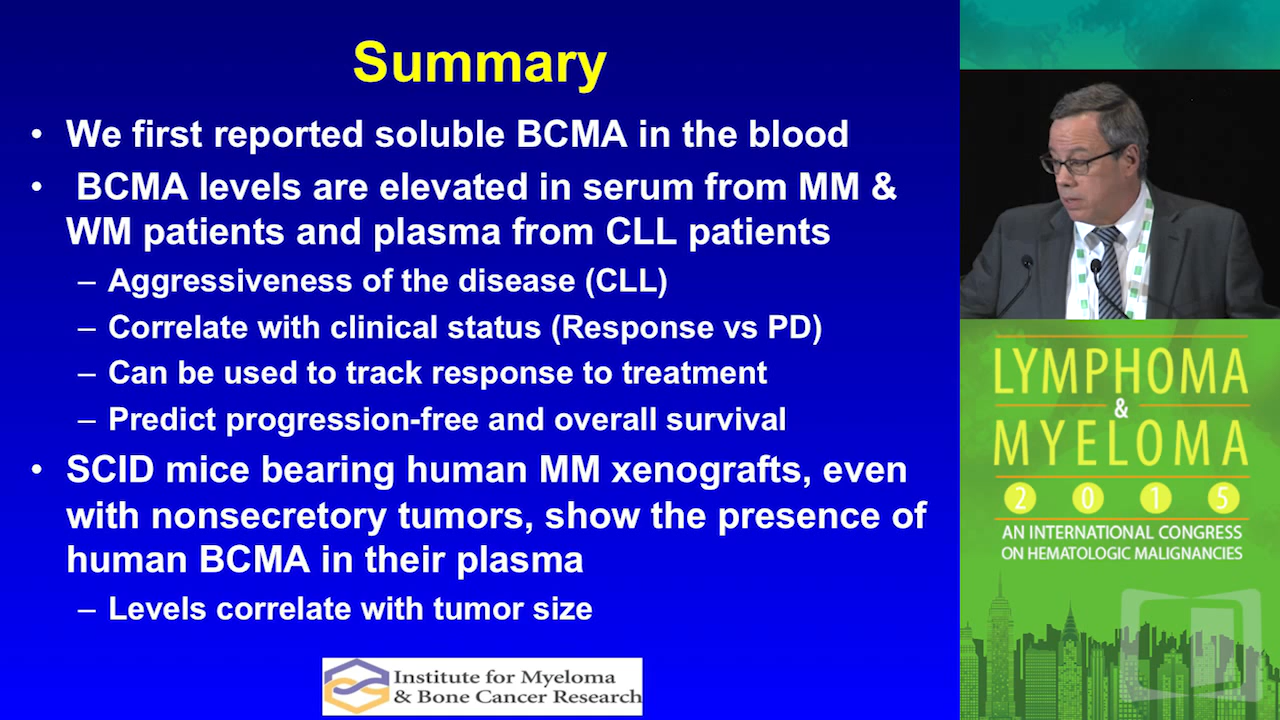 Summary
• We first reported soluble BCMA in the blood
• BCMA levels are elevated in serum from MM &
WM patients and plasma from CLL patients
– Aggressiveness of the disease (CLL)
– Correlate with clinical status (Response vs PD)
– Can be used to track response to treatment
– Predict progression-free and overall survival
• SCID mice bearing human MM xenografts, even
with nonsecretory tumors, show the presence of
human BCMA in their plasma
– Levels correlate with tumor size
Institute for Myeloma
& Bone Cancer Research
LYMPHOMA
&
MYELOMA
2015
AN INTERNATIONAL CONGRESS
ON HEMATOLOGIC MALIGNANCIES